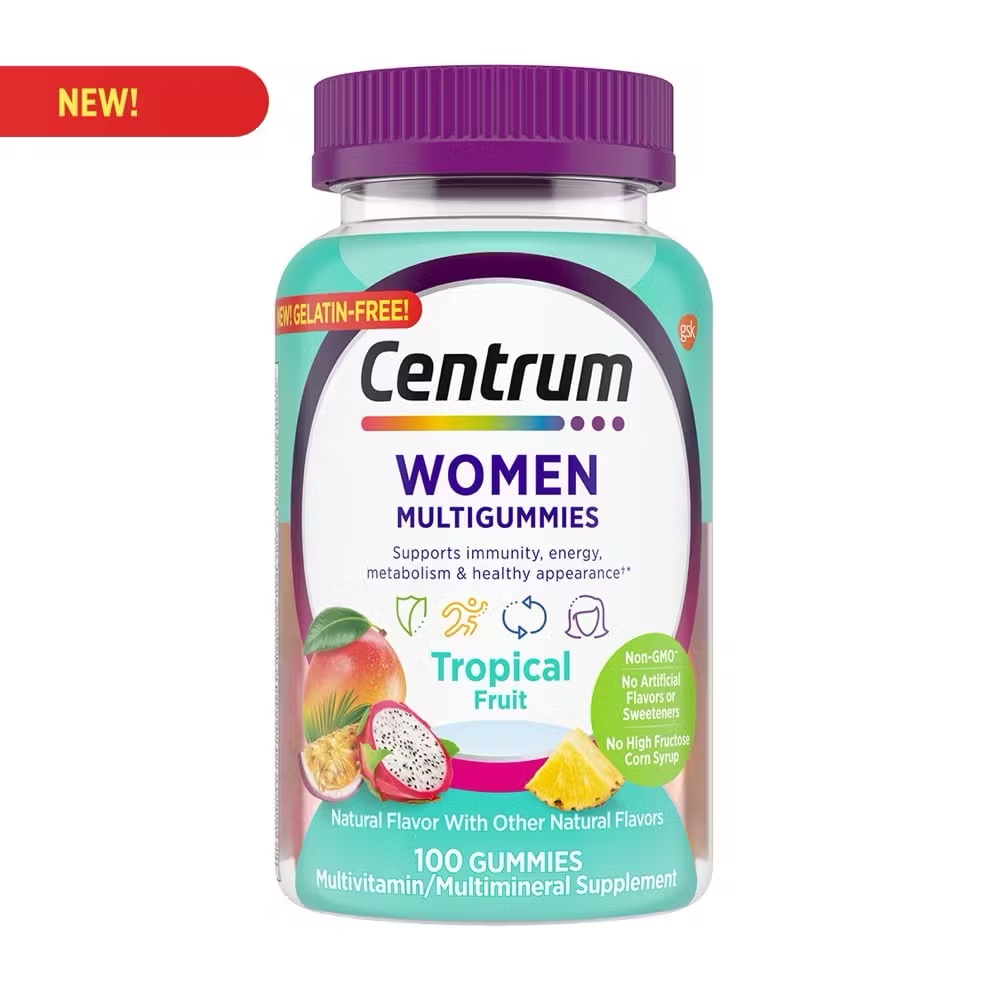 NEW!
NEW! GELATIN-FREE!
gsk
Centrum
WOMEN
MULTIGUMMIES
Supports immunity, energy,
metabolism & healthy appearance†*
Tropical
Fruit
Non-GMO~
No Artificial
Flavors or
Sweeteners
No High Fructose
Corn Syrup
Natural Flavor With Other Natural Flavors
100 GUMMIES
Multivitamin/Multimineral Supplement